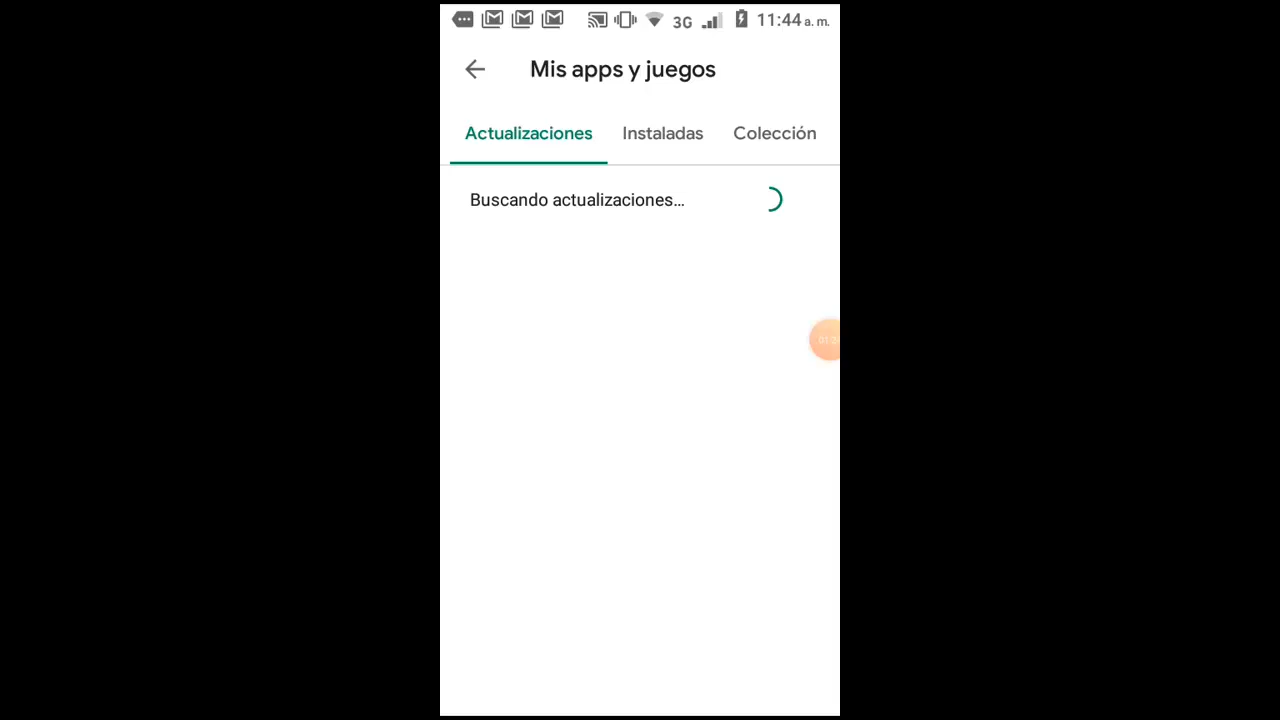 3G 11:44 a. m.
Mis apps y juegos
Actualizaciones Instaladas Colección
Buscando actualizaciones...